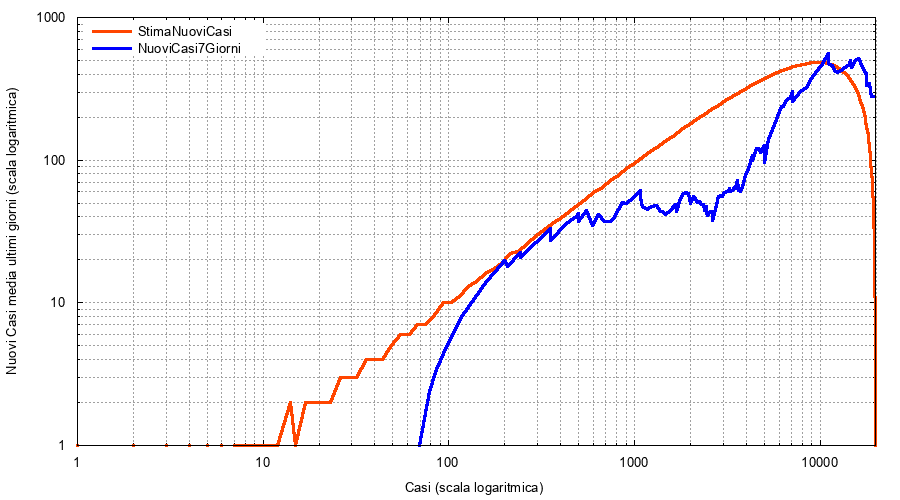 1000
StimaNuoviCasi
NuoviCasi7Giorni
100
10
1
Nuovi Casi media ultimi giorni (scala logaritmica)
1 10 100 1000 10000
Casi (scala logaritmica)